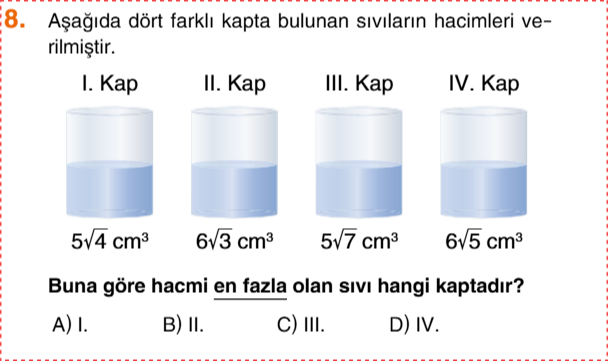 8. Aşağıda dört farklı kapta bulunan sıvıların hacimleri ve-
rilmiştir.
I. Kap II. Kap III. Kap IV. Kap
5√4 cm³ 6√3 cm³ 5√7 cm³ 6√5 cm³
Buna göre hacmi en fazla olan sıvı hangi kaptadır?
A) I. B) II. C) III. D) IV.